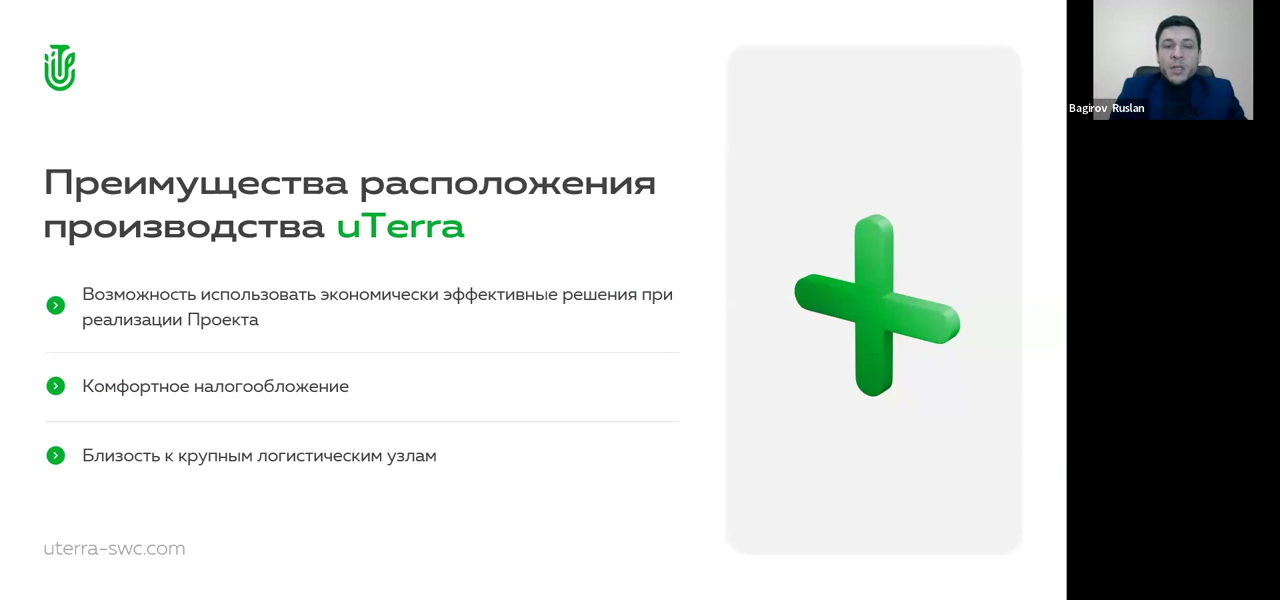 Преимущества расположения
производства uTerra
Возможность использовать экономически эффективные решения при
реализации Проекта
Комфортное налогообложение
Близость к крупным логистическим узлам
uterra-swc.com
Bagirov Ruslan